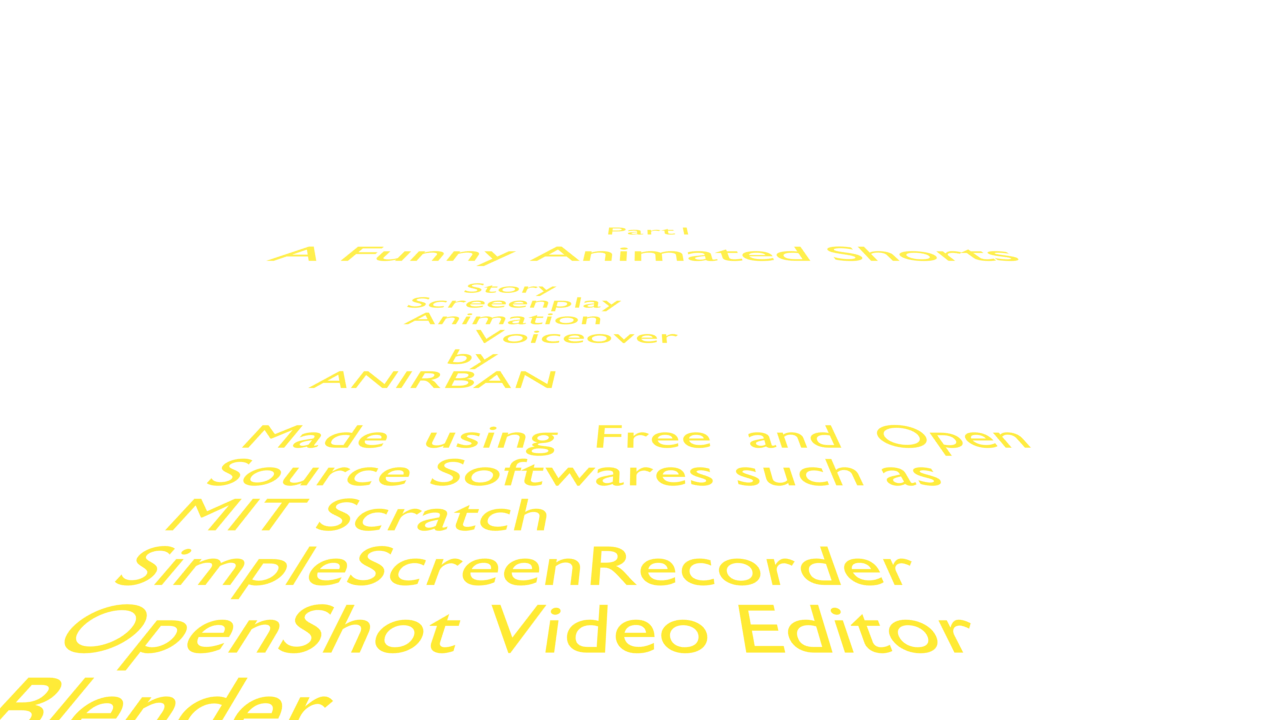 Part1
A Funny Animated Shorts
Story
Screeenplay
Animation
Voiceover
by
ANIRBAN
Made using Free and Open
Source Softwares such as
MIT Scratch
SimpleScreenRecorder
OpenShot Video Editor
Blender